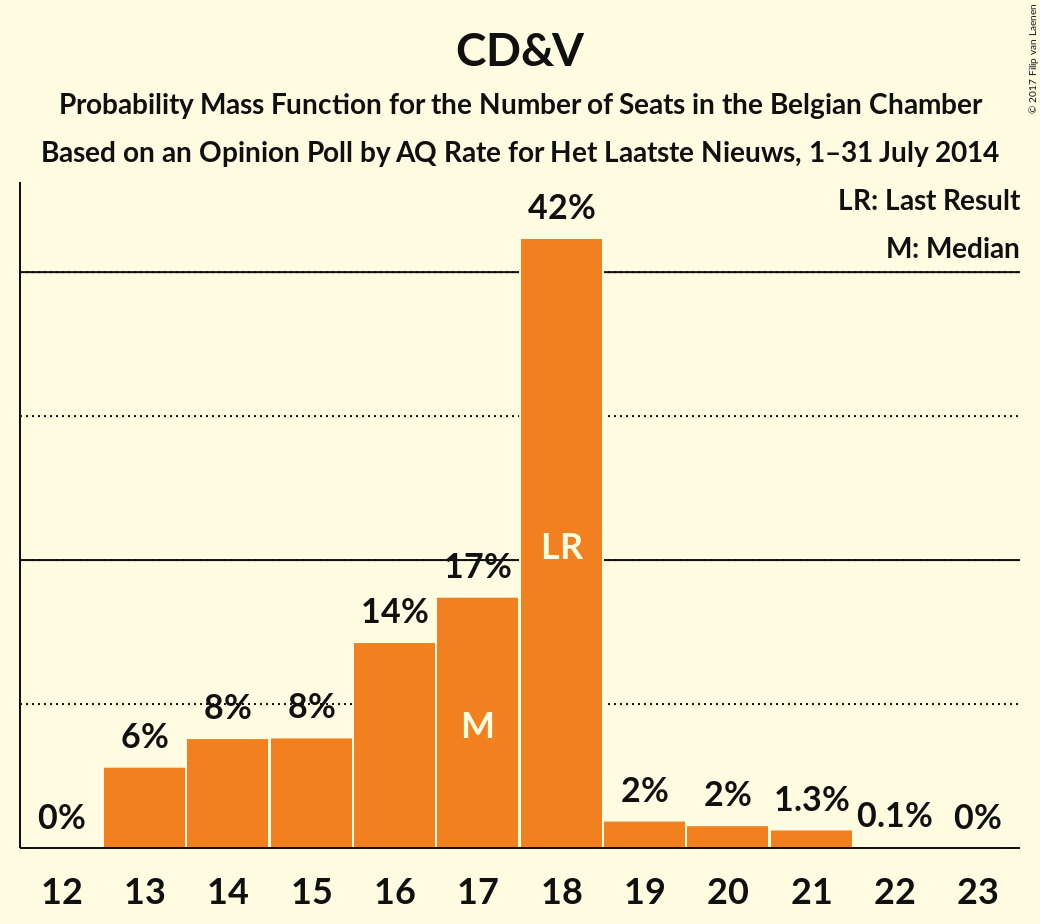 CD&V
Probability Mass Function for the Number of Seats in the Belgian Chamber
Based on an Opinion Poll by AQ Rate for Het Laatste Nieuws, 1–31 July 2014
© 2017 Filip van Laenen
LR: Last Result
M: Median
42%
LR
17%
14%
M
8%
8%
6%
2%
2%
1.3%
0.1%
0%
0%
12 13 14 15 16 17 18 19 20 21 22 23